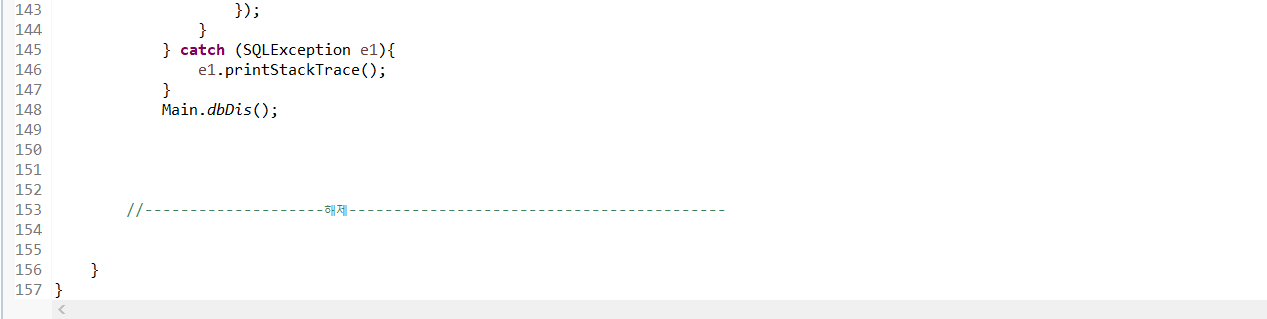 143 });
144 }
145 } catch (SQLException e1){
146 e1.printStackTrace();
147 }
148 Main.dbDis();
149
150
151
152
153 //--------------------해제------------------------------------------
154
155
156 }
157 }